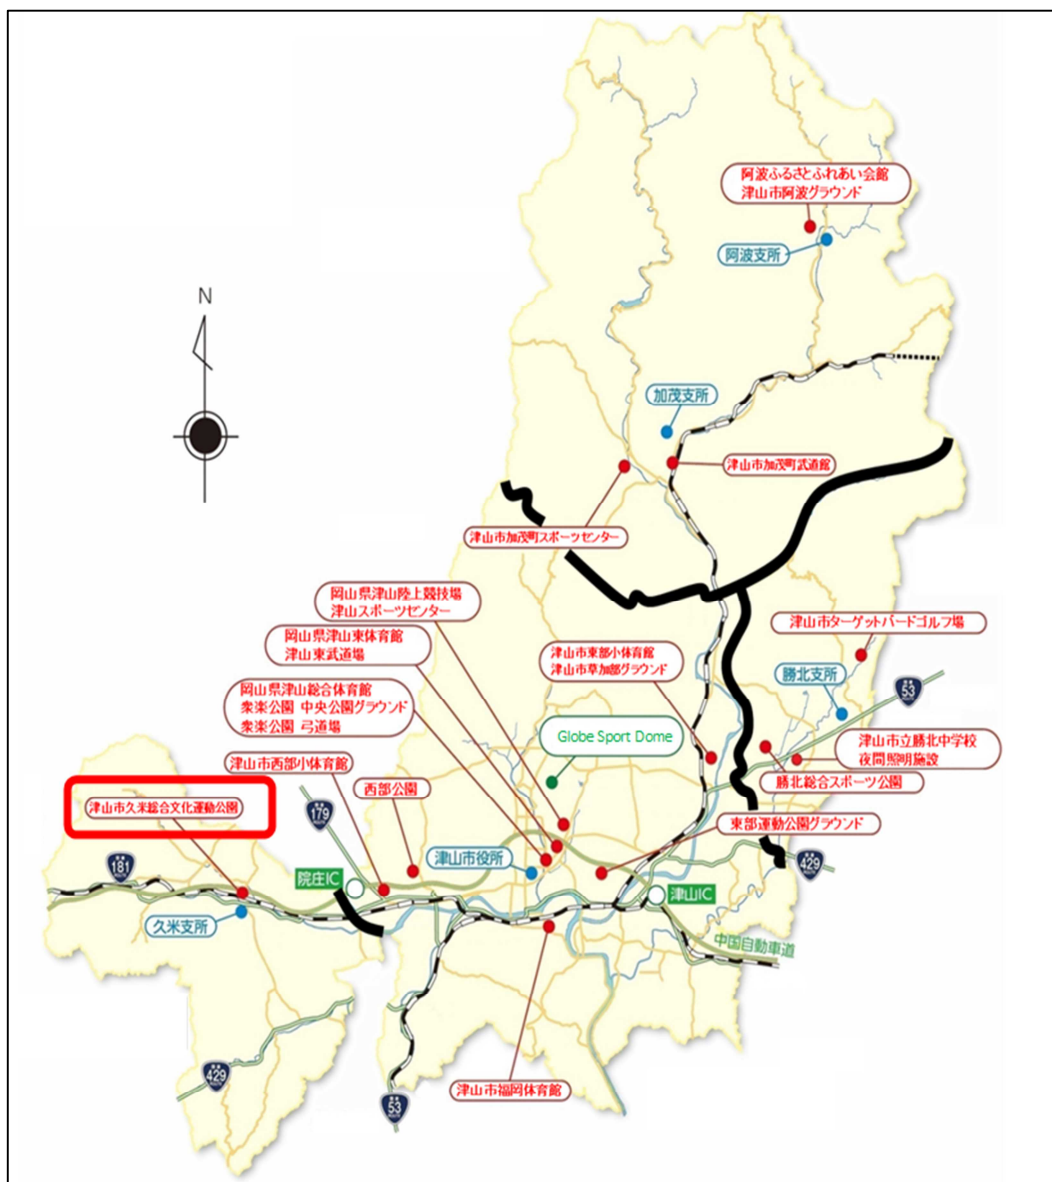 阿波ふるさとふれあい会館
津山市阿波グラウンド
阿波支所
N
加茂支所
津山市加茂町武道館
津山市加茂町スポーツセンター
岡山県津山陸上競技場
津山スポーツセンター
岡山県津山東体育館
津山東武道場
津山市ターゲットバードゴルフ場
津山市東部小体育館
津山市草加部グラウンド
勝北支所
53
岡山県津山総合体育館
衆楽公園 中央公園グラウンド
衆楽公園 弓道場
Globe Sport Dome
津山市立勝北中学校
夜間照明施設
津山市西部小体育館
勝北総合スポーツ公園
西部公園
津山市久米総合文化運動公園
179
東部運動公園グラウンド
津山市役所
429
181
院庄IC
津山IC
久米支所
中国自動車道
429
津山市福岡体育館
53